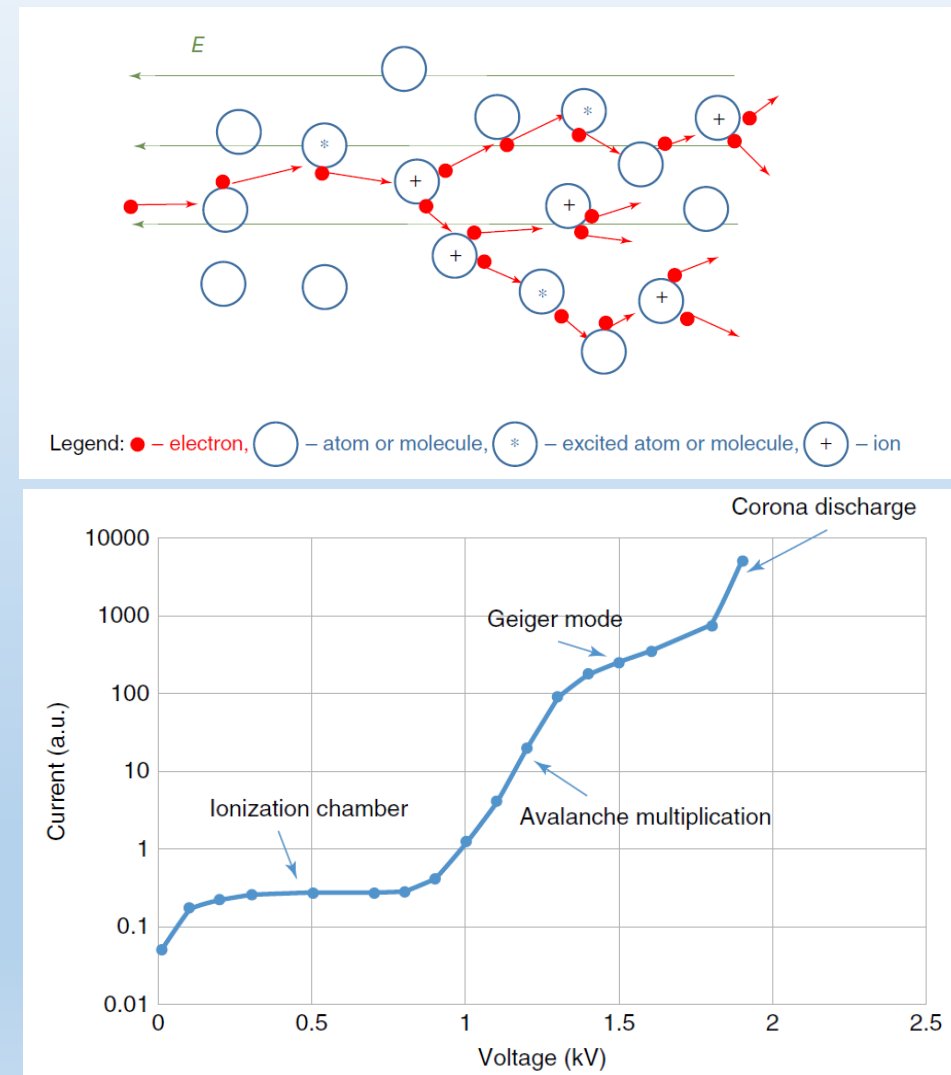 E
* * + + + + * +
Legend: – electron, – atom or molecule, * – excited atom or molecule, + – ion
Corona discharge
10000
1000
Geiger mode
100
10
Ionization chamber
Avalanche multiplication
1
0.1
0.01
Current (a.u.)
0 0.5 1 1.5 2 2.5
Voltage (kV)